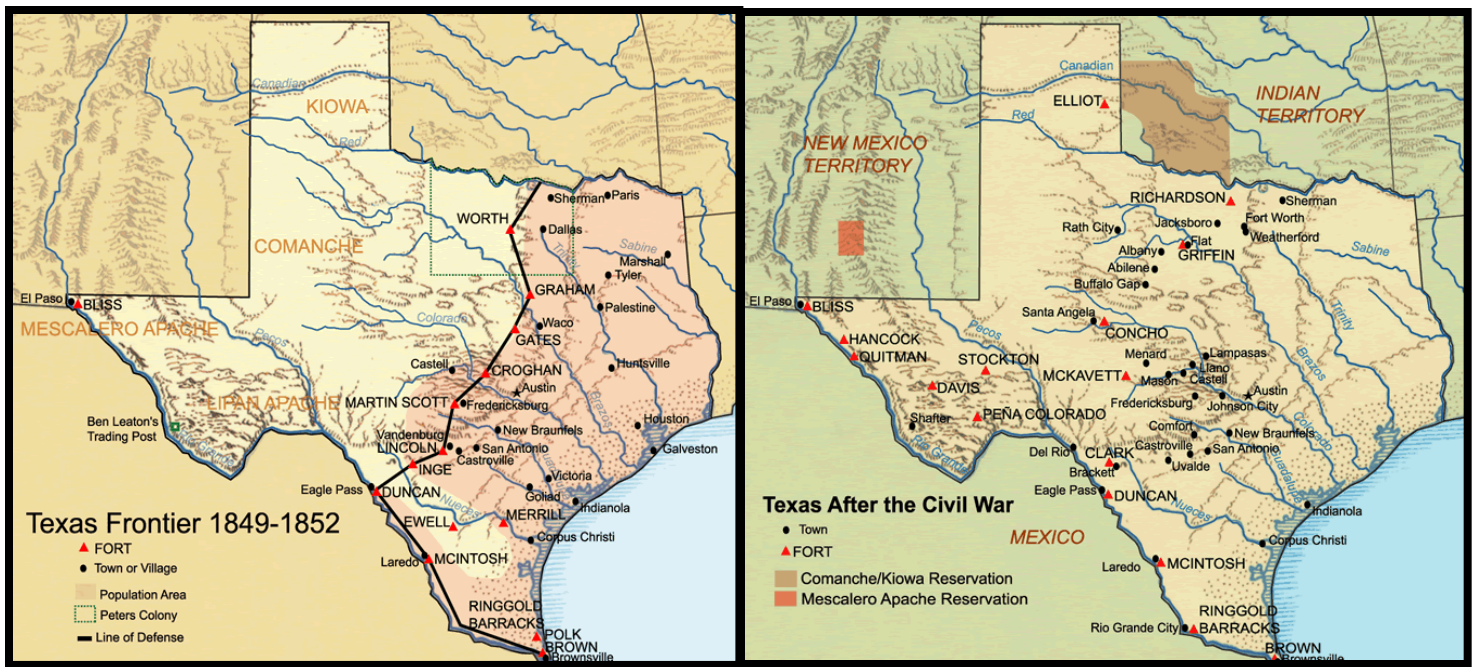 Canadian
KIOWA
Red
Sherman
Paris
WORTH
Dallas
COMANCHE
Sabine
Marshall
Tyler
El Paso
BLISS
GRAHAM
Palestine
MESCALERO APACHE
Colorado
Waco
Pecos
GATES
Castell
CROGHAN
Huntsville
Austin
LIPAN APACHE
MARTIN SCOTT
Fredericksburg
Brazos
Ben Leaton's
Trading Post
Houston
New Braunfels
Vandenburg
LINCOLN
San Antonio
Galveston
Castroville
INGE
Victoria
Eagle Pass
DUNCAN
Goliad
Nueces
Indianola
Texas Frontier 1849-1852
EWELL
MERRILL
FORT
Corpus Christi
Town or Village
Laredo
MCINTOSH
Population Area
Peters Colony
RINGGOLD
BARRACKS
Line of Defense
POLK
BROWN
Brownsville
Canadian
ELLIOT
INDIAN
TERRITORY
Red
NEW MEXICO
TERRITORY
RICHARDSON
Sherman
Jacksboro
Fort Worth
Rath City
Weatherford
Flat
Albany
GRIFFIN
Sabine
Abilene
Buffalo Gap
El Paso
BLISS
Santa Angela
CONCHO
Trinity
Pecos
HANCOCK
QUITMAN
STOCKTON
Menard
Lampasas
Brazos
Llano
MCKAVETT
Mason
Castell
DAVIS
Austin
Fredericksburg
Johnson City
Shafter
PEÑA COLORADO
Colorado
Comfort
New Braunfels
Rio Grande
Del Rio
CLARK
Castroville
San Antonio
Brackett
Uvalde
Guadalupe
Eagle Pass
DUNCAN
Texas After the Civil War
Nueces
Indianola
Town
MEXICO
Corpus Christi
FORT
Laredo
MCINTOSH
Comanche/Kiowa Reservation
Mescalero Apache Reservation
RINGGOLD
BARRACKS
Rio Grande City
BROWN
Brownsville